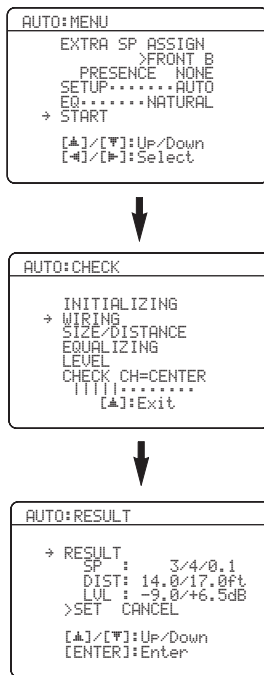 AUTO:MENU
EXTRA SP ASSIGN
>FRONT B
PRESENCE NONE
SETUP·······AUTO
EQ·······NATURAL
→ START
[▲]/[▼]:Up/Down
[◀]/[▶]:Select
AUTO:CHECK
INITIALIZING
→ WIRING
SIZE/DISTANCE
EQUALIZING
LEVEL
CHECK CH=CENTER
|||||·········
[▲]:Exit
AUTO:RESULT
→ RESULT
SP : 3/4/0.1
DIST: 14.0/17.0ft
LVL : -9.0/+6.5dB
>SET CANCEL
[▲]/[▼]:Up/Down
[ENTER]:Enter